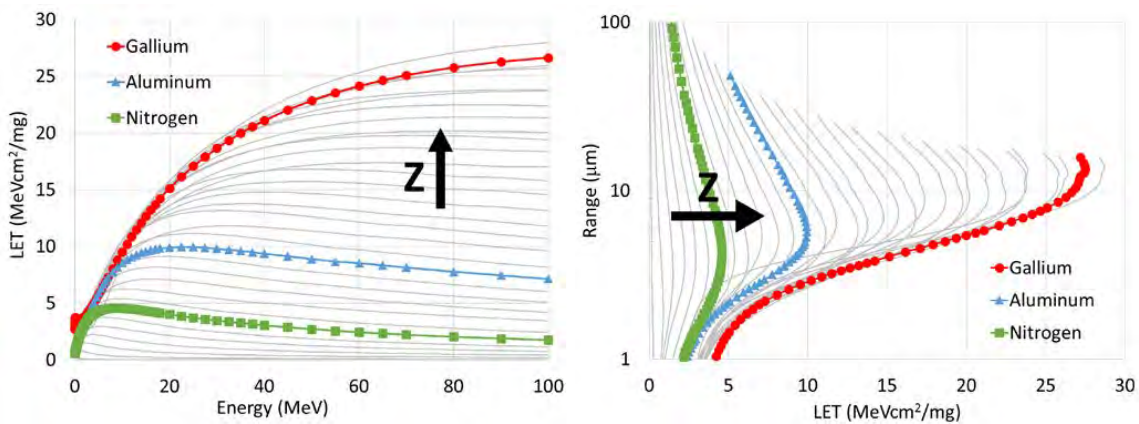 LET (MeVcm²/mg)
30
25
20
15
10
5
0
Gallium
Aluminum
Nitrogen
Z
0 20 40 60 80 100
Energy (MeV)
Range (μm)
100
10
1
Z
Gallium
Aluminum
Nitrogen
0 5 10 15 20 25 30
LET (MeVcm²/mg)